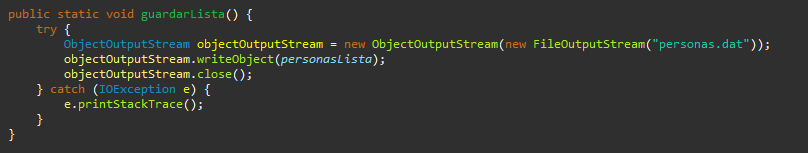 public static void guardarLista() {
    try {
        ObjectOutputStream objectOutputStream = new ObjectOutputStream(new FileOutputStream("personas.dat"));
        objectOutputStream.writeObject(personasLista);
        objectOutputStream.close();
    } catch (IOException e) {
        e.printStackTrace();
    }
}